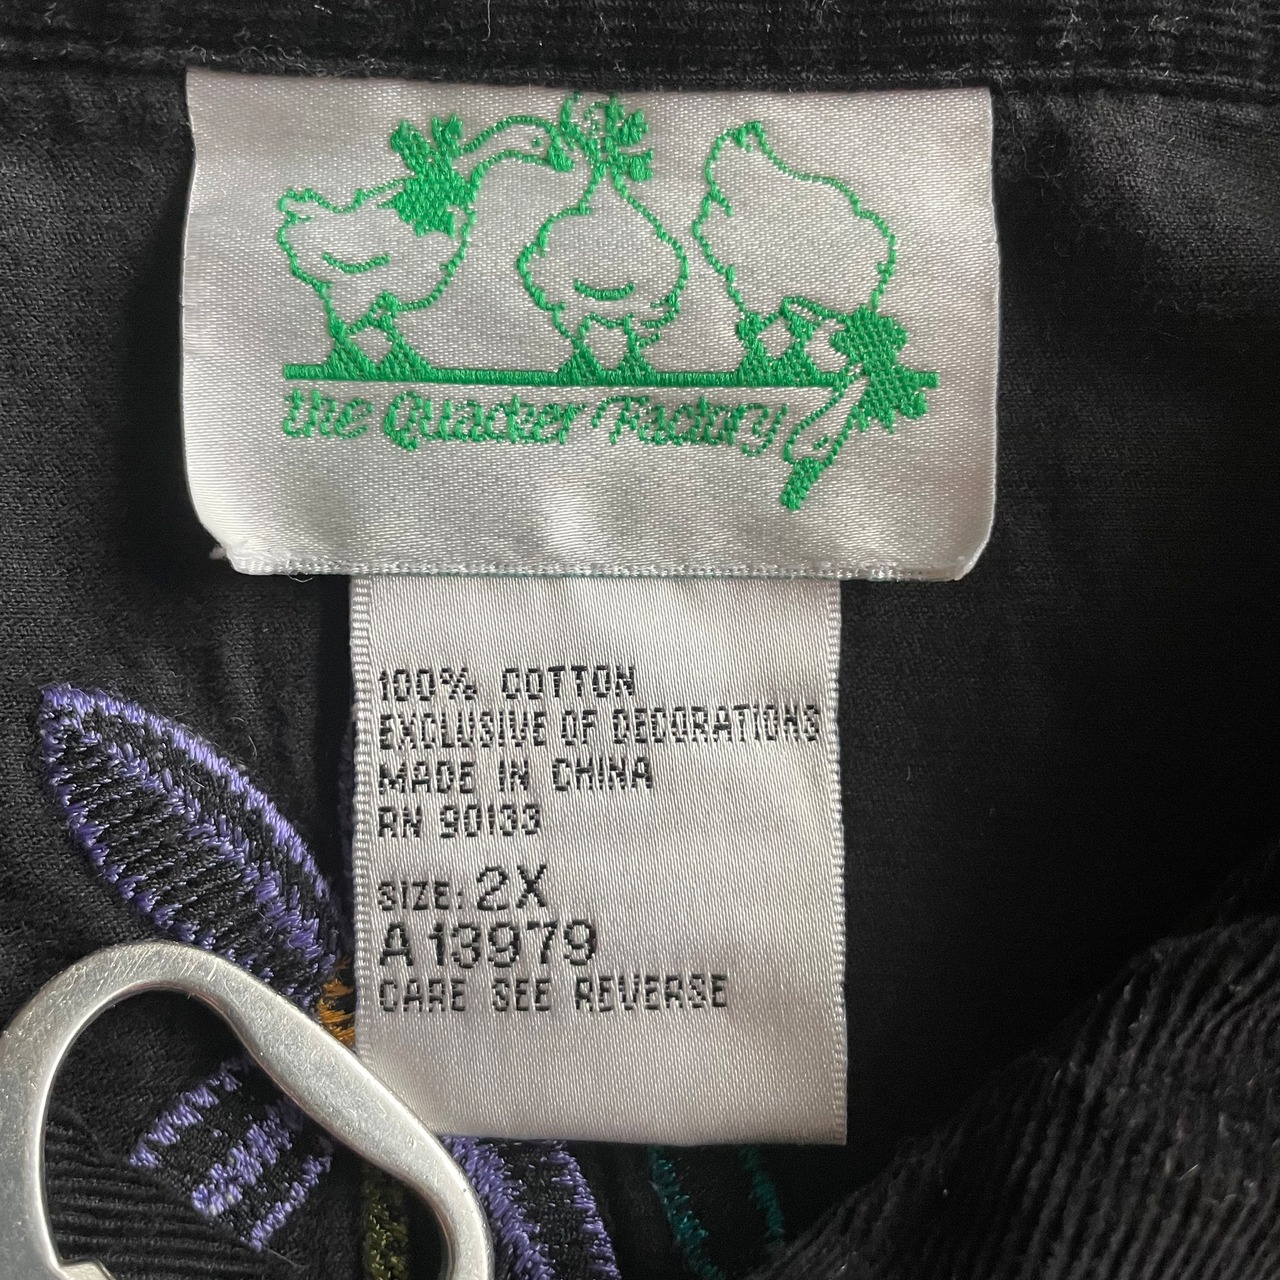 the Quacker Factory
100% COTTON
EXCLUSIVE OF DECORATIONS
MADE IN CHINA
RN 90133
SIZE: 2X
A13979
CARE SEE REVERSE